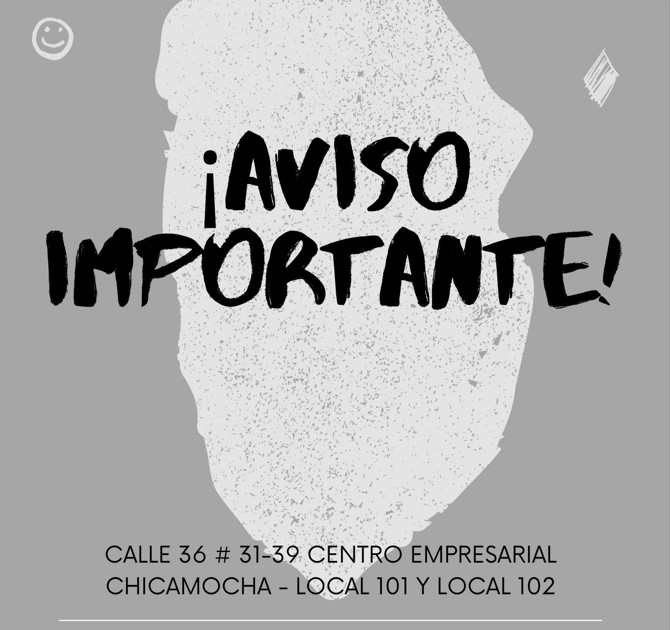 ¡AVISO
IMPORTANTE!
CALLE 36 # 31-39 CENTRO EMPRESARIAL
CHICAMOCHA - LOCAL 101 Y LOCAL 102